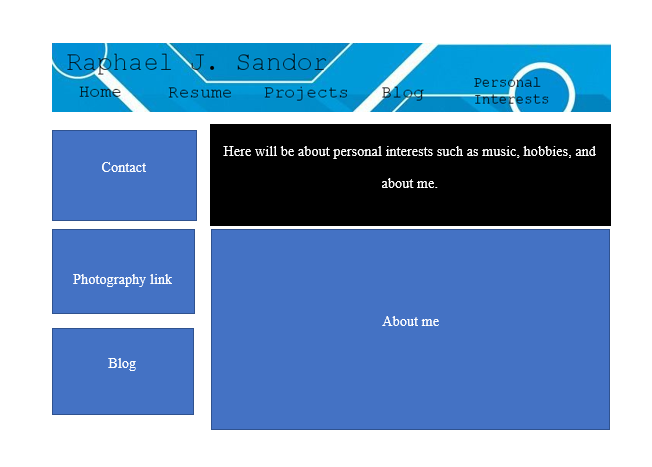 Raphael J. Sandor
Home Resume Projects Blog Personal
Interests
Contact
Here will be about personal interests such as music, hobbies, and
about me.
Photography link
About me
Blog